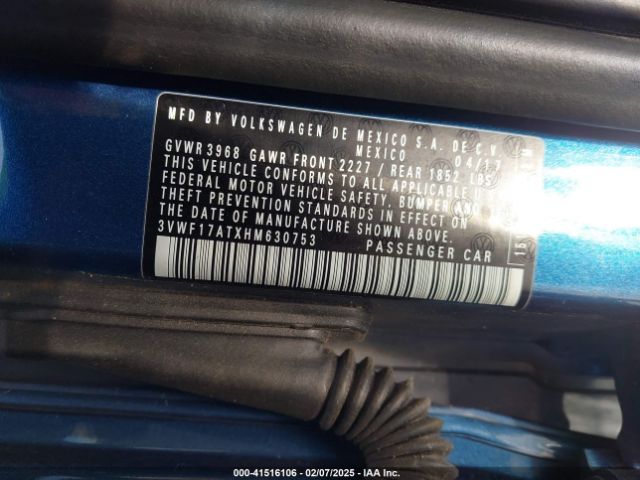 MFD BY VOLKSWAGEN DE MEXICO S.A. DE C.V.
MEXICO 04/17
GVWR 3968 GAWR FRONT 2227 / REAR 1852 LBS
THIS VEHICLE CONFORMS TO ALL APPLICABLE
FEDERAL MOTOR VEHICLE SAFETY, BUMPER AND
THEFT PREVENTION STANDARDS IN EFFECT ON
THE DATE OF MANUFACTURE SHOWN ABOVE.
3VWF17ATXHM630753 PASSENGER CAR
000-41516106 - 02/07/2025 - IAA Inc.